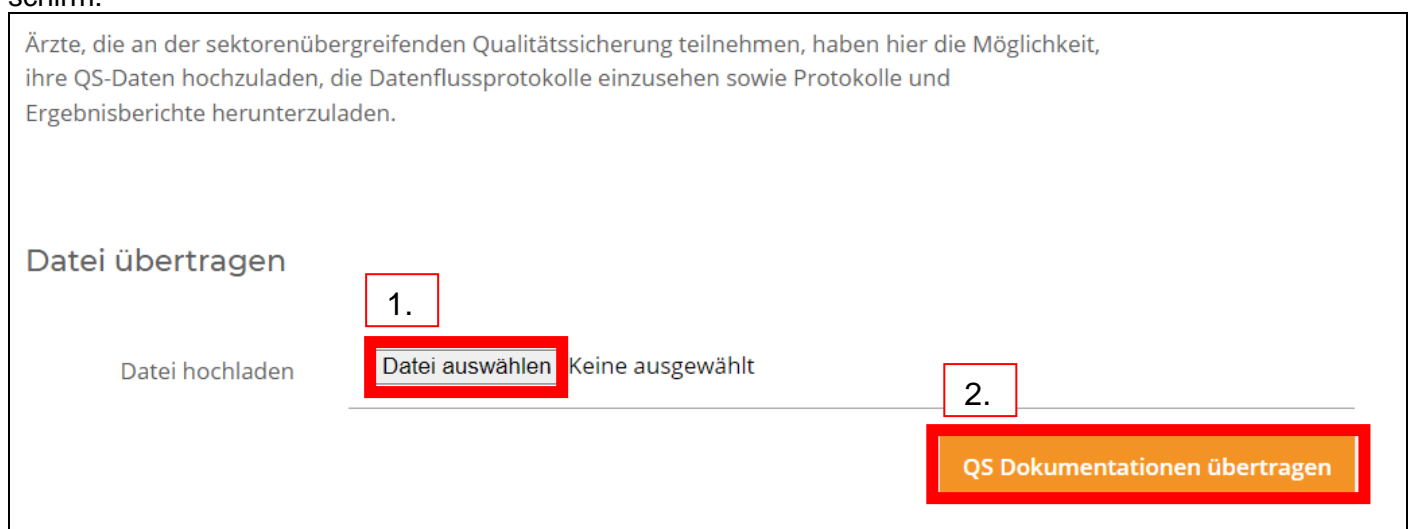 schirm.
Ärzte, die an der sektorenübergreifenden Qualitätssicherung teilnehmen, haben hier die Möglichkeit,
ihre QS-Daten hochzuladen, die Datenflussprotokolle einzusehen sowie Protokolle und
Ergebnisberichte herunterzuladen.
Datei übertragen
1.
Datei hochladen
Datei auswählen Keine ausgewählt
2.
QS Dokumentationen übertragen